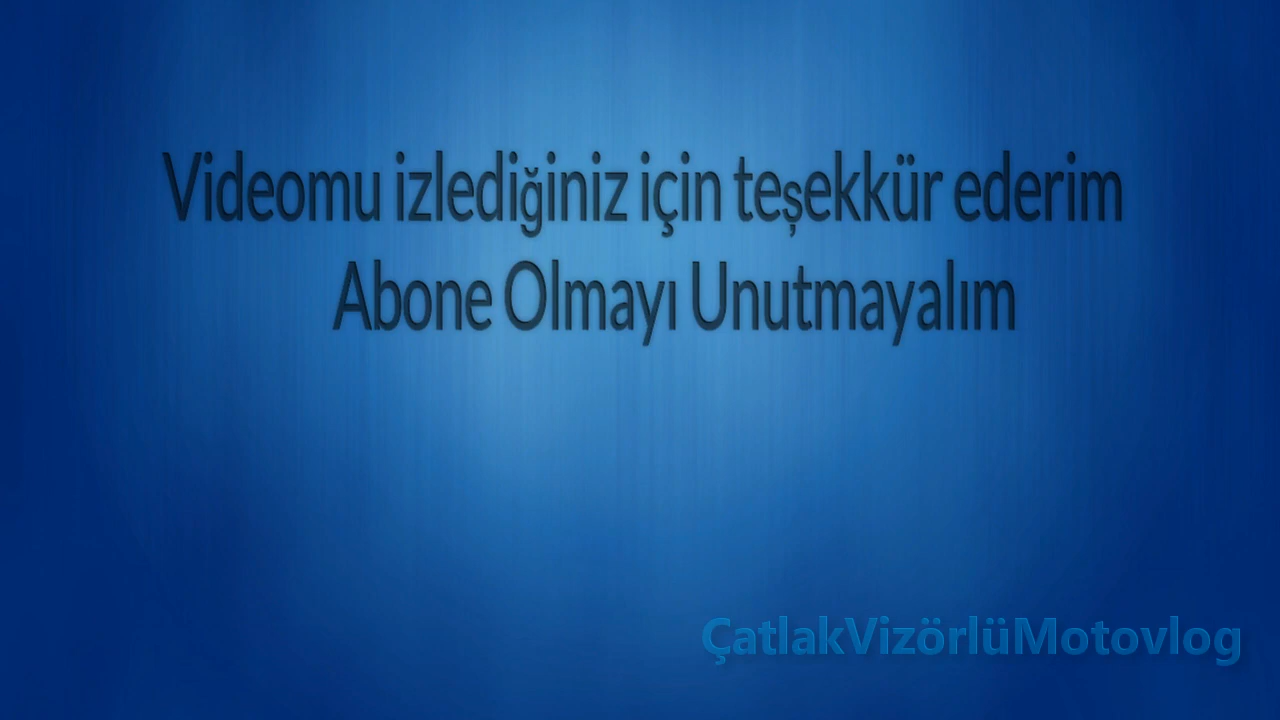 Videomu izlediğiniz için teşekkür ederim
Abone Olmayı Unutmayalım
ÇatlakVizörlüMotovlog